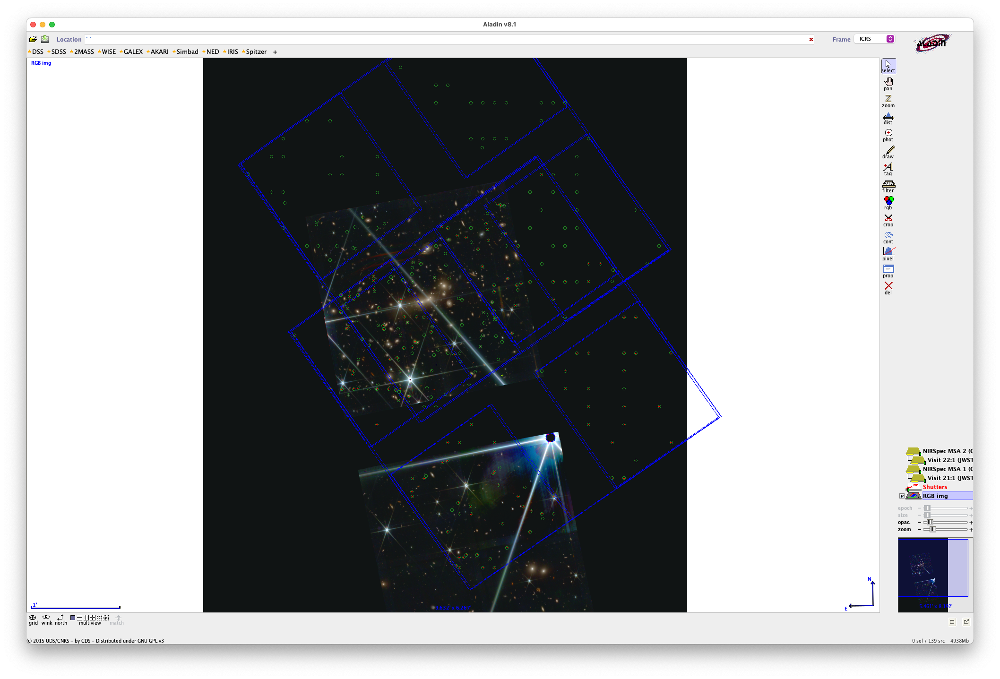 Aladin v8.1
Location `` Frame ICRS
DSS SDSS 2MASS WISE GALEX AKARI Simbad NED IRIS Spitzer +
Aladin
RGB img
select
pan
zoom
dist
phot
draw
tag
filter
rgb
crop
cont
pixel
prop
del
NIRSpec MSA 2 (C
Visit 22:1 (JWST
NIRSpec MSA 1 (C
Visit 21:1 (JWST
Shutters
RGB img
epoch - +
size - +
opac. - +
zoom - +
N
E
1'
grid wink north multiview match
(c) 2015 UDS/CNRS - by CDS - Distributed under GNU GPL v3
0 sel / 139 src 4938Mb